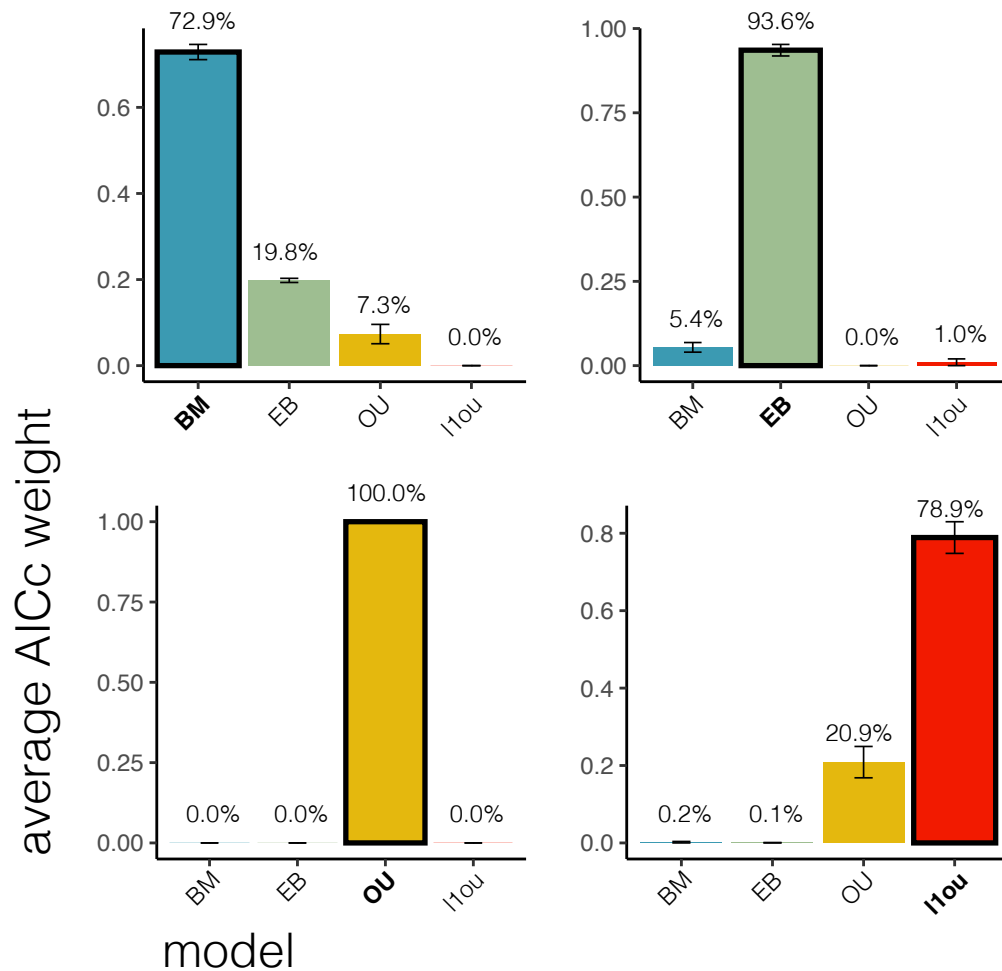 72.9%
19.8%
7.3%
0.0%
0.6
0.4
0.2
0.0
BM
EB
OU
l1ou
93.6%
5.4%
0.0%
1.0%
1.00
0.75
0.50
0.25
0.00
BM
EB
OU
l1ou
100.0%
0.0%
0.0%
0.0%
1.00
0.75
0.50
0.25
0.00
BM
EB
OU
l1ou
78.9%
20.9%
0.2%
0.1%
0.8
0.6
0.4
0.2
0.0
BM
EB
OU
l1ou
average AICc weight
model